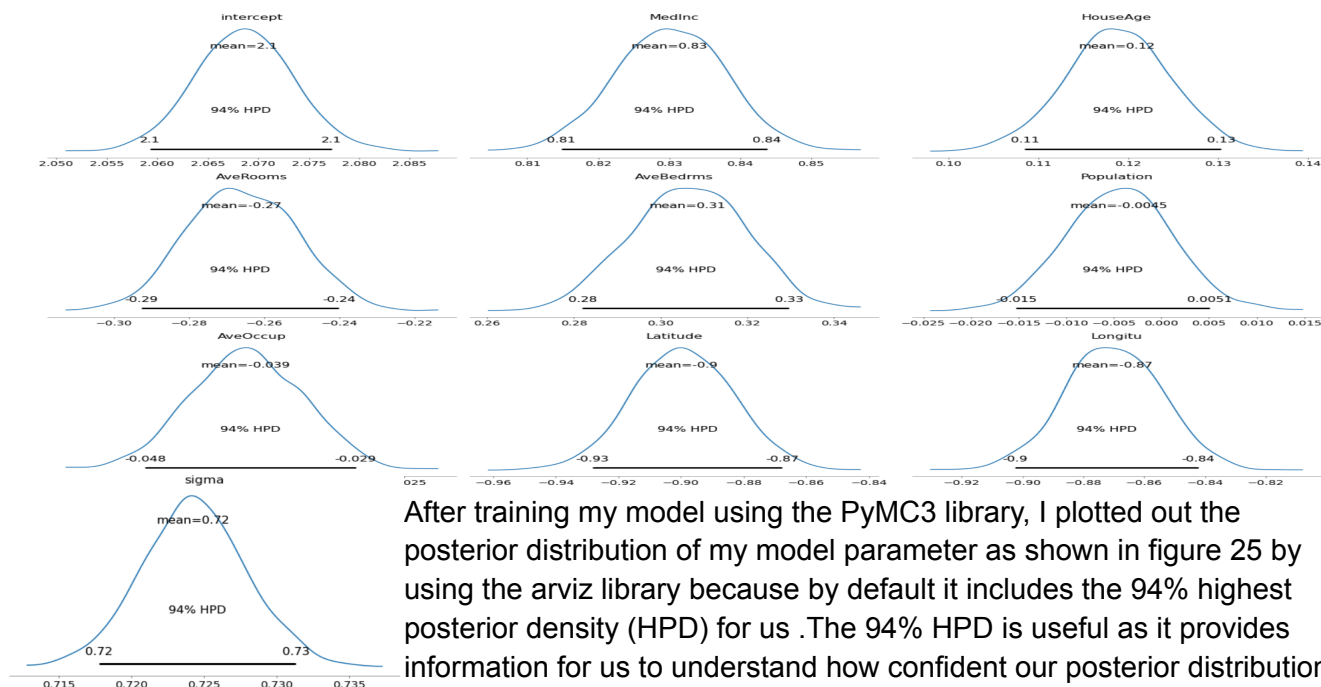 intercept MedInc HouseAge
mean=2.1 mean=0.83 mean=0.12
94% HPD 94% HPD 94% HPD
2.1 2.1 0.81 0.84 0.11 0.13
2.050 2.055 2.060 2.065 2.070 2.075 2.080 2.085 0.81 0.82 0.83 0.84 0.85 0.10 0.11 0.12 0.13 0.14
AveRooms AveBedrms Population
mean=-0.27 mean=0.31 mean=-0.0045
94% HPD 94% HPD 94% HPD
-0.29 -0.24 0.28 0.33 -0.015 0.0051
−0.30 −0.28 −0.26 −0.24 −0.22 0.26 0.28 0.30 0.32 0.34 −0.025 −0.020 −0.015 −0.010 −0.005 0.000 0.005 0.010 0.015
AveOccup Latitude Longitu
mean=-0.039 mean=-0.9 mean=-0.87
94% HPD 94% HPD 94% HPD
-0.048 -0.029 -0.93 -0.87 -0.9 -0.84
025 −0.96 −0.94 −0.92 −0.90 −0.88 −0.86 −0.84 −0.92 −0.90 −0.88 −0.86 −0.84 −0.82
sigma
mean=0.72
94% HPD
0.72 0.73
0.715 0.720 0.725 0.730 0.735
After training my model using the PyMC3 library, I plotted out the
posterior distribution of my model parameter as shown in figure 25 by
using the arviz library because by default it includes the 94% highest
posterior density (HPD) for us .The 94% HPD is useful as it provides
information for us to understand how confident our posterior distribution